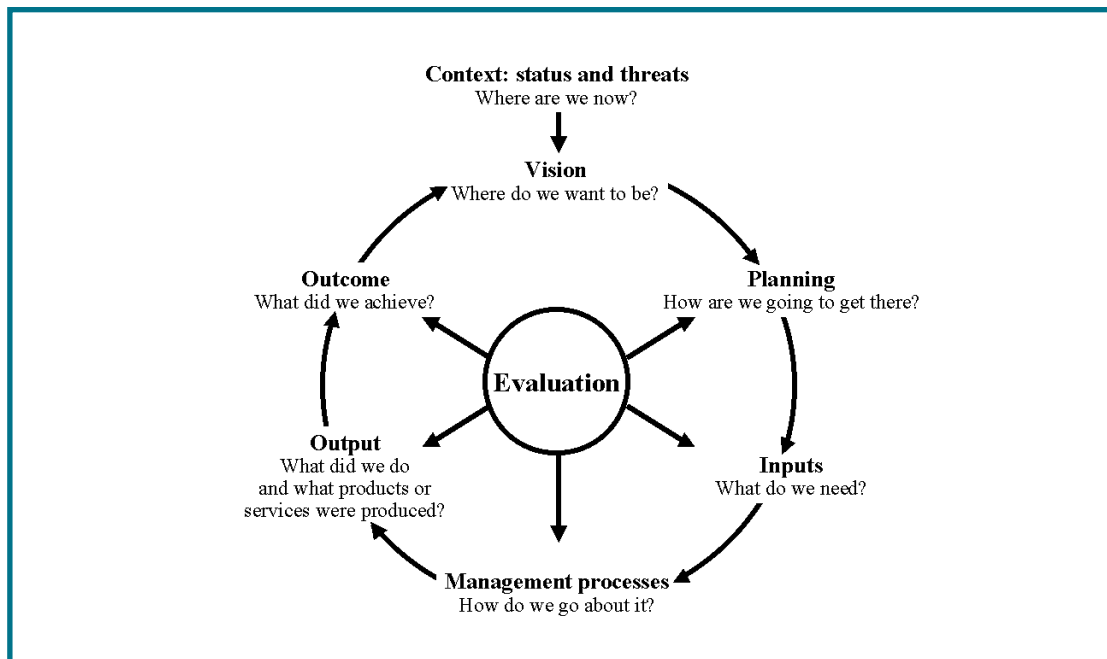 Context: status and threats
Where are we now?
Vision
Where do we want to be?
Outcome
What did we achieve?
Planning
How are we going to get there?
Evaluation
Output
What did we do
and what products or
services were produced?
Inputs
What do we need?
Management processes
How do we go about it?